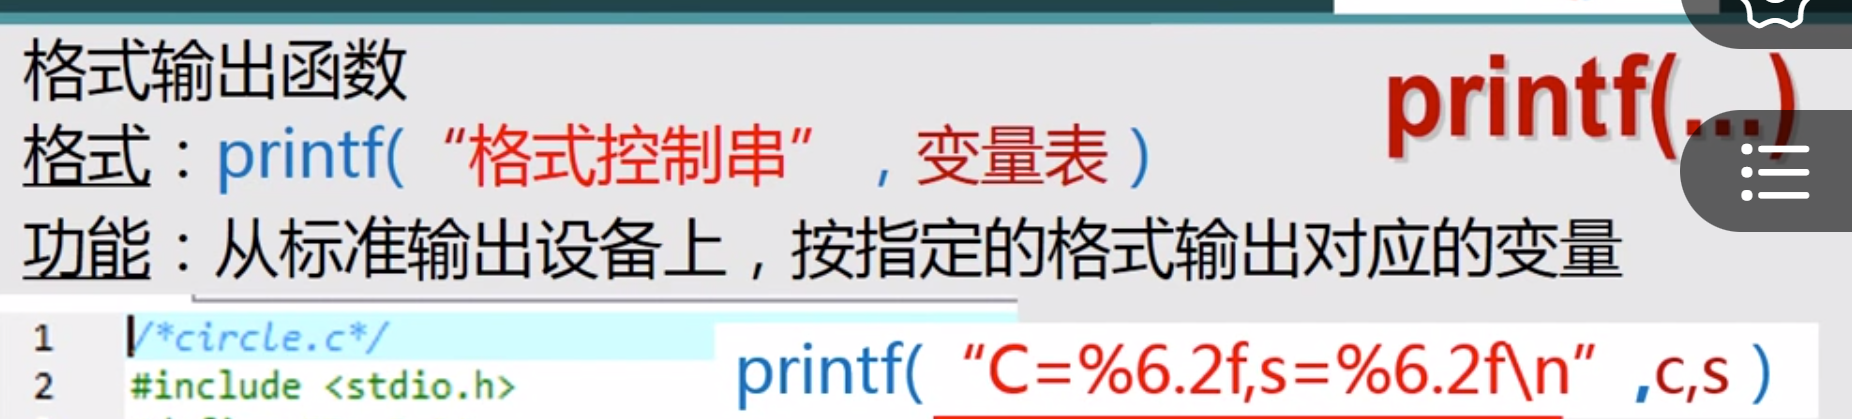 格式输出函数
printf(...)
格式：printf( “格式控制串” , 变量表 )
功能：从标准输出设备上，按指定的格式输出对应的变量
1 /*circle.c*/
2 #include <stdio.h>
printf( “C=%6.2f,s=%6.2f\n” ,c,s )